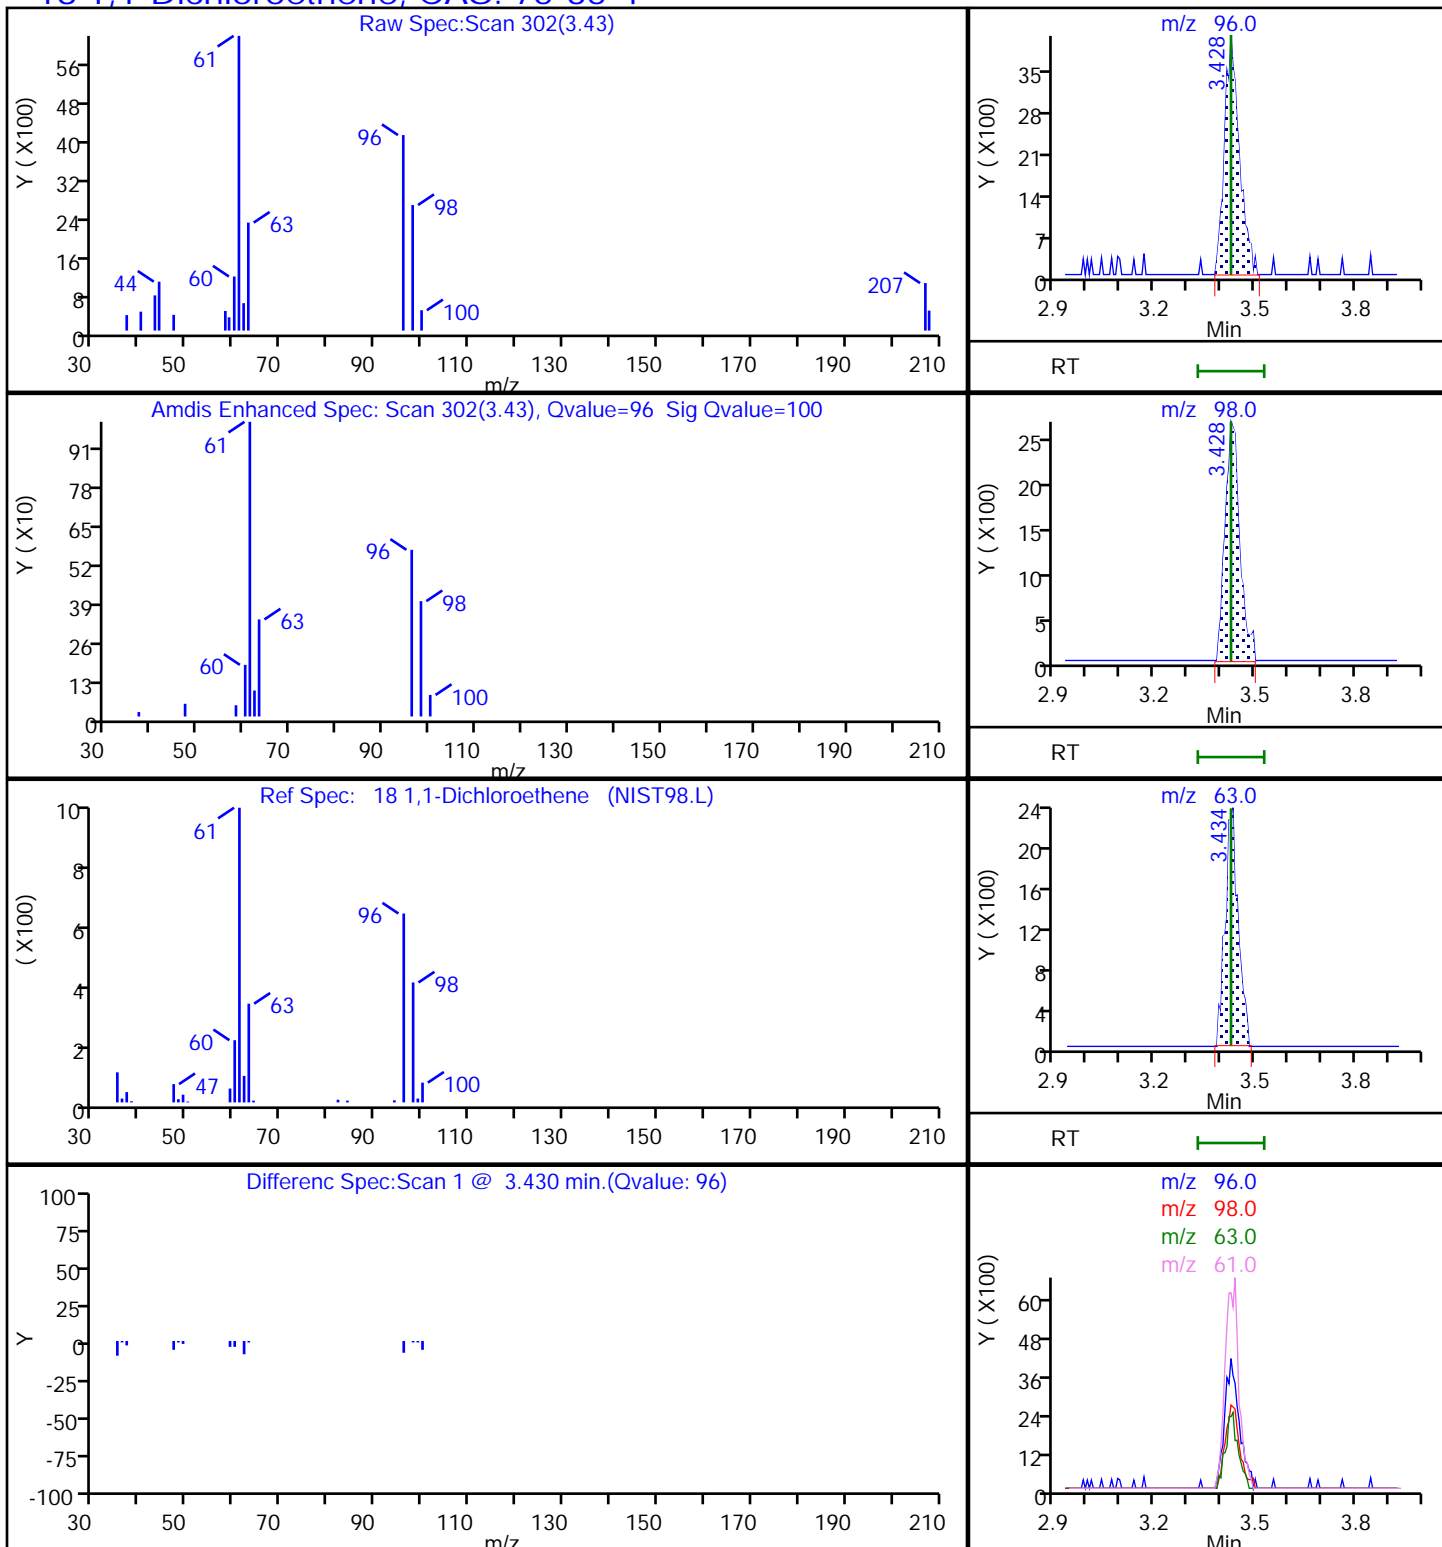 Raw Spec:Scan 302(3.43)
Y ( X100)
56
48
40
32
24
16
8
0
61
96
98
63
60
44
100
207
30 50 70 90 110 130 150 170 190 210
m/z
m/z 96.0
Y ( X100)
35
28
21
14
7
0
3.428
2.9 3.2 3.5 3.8
Min
RT
Amdis Enhanced Spec: Scan 302(3.43), Qvalue=96 Sig Qvalue=100
Y ( X10)
91
78
65
52
39
26
13
0
61
96
98
63
60
100
30 50 70 90 110 130 150 170 190 210
m/z
m/z 98.0
Y ( X100)
25
20
15
10
5
0
3.428
2.9 3.2 3.5 3.8
Min
RT
Ref Spec: 18 1,1-Dichloroethene (NIST98.L)
( X100)
10
8
6
4
2
0
61
96
98
63
60
47
100
30 50 70 90 110 130 150 170 190 210
m/z 63.0
Y ( X100)
24
20
16
12
8
4
0
3.434
2.9 3.2 3.5 3.8
Min
RT
Differenc Spec:Scan 1 @ 3.430 min.(Qvalue: 96)
Y
100
75
50
25
0
-25
-50
-75
-100
30 50 70 90 110 130 150 170 190 210
m/z
m/z 96.0
m/z 98.0
m/z 63.0
m/z 61.0
Y ( X100)
60
48
36
24
12
0
2.9 3.2 3.5 3.8
Min